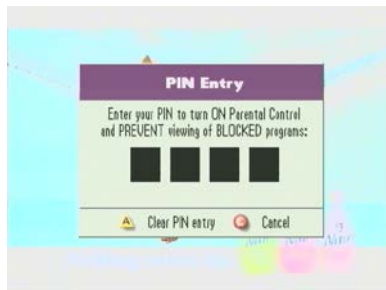 PIN Entry
Enter your PIN to turn ON Parental Control
and PREVENT viewing of BLOCKED programs:
A Clear PIN entry C Cancel